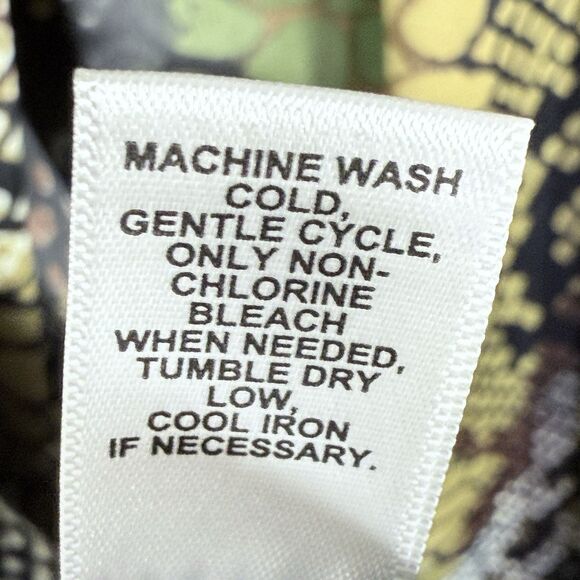 MACHINE WASH
COLD,
GENTLE CYCLE,
ONLY NON-
CHLORINE
BLEACH
WHEN NEEDED,
TUMBLE DRY
LOW,
COOL IRON
IF NECESSARY.